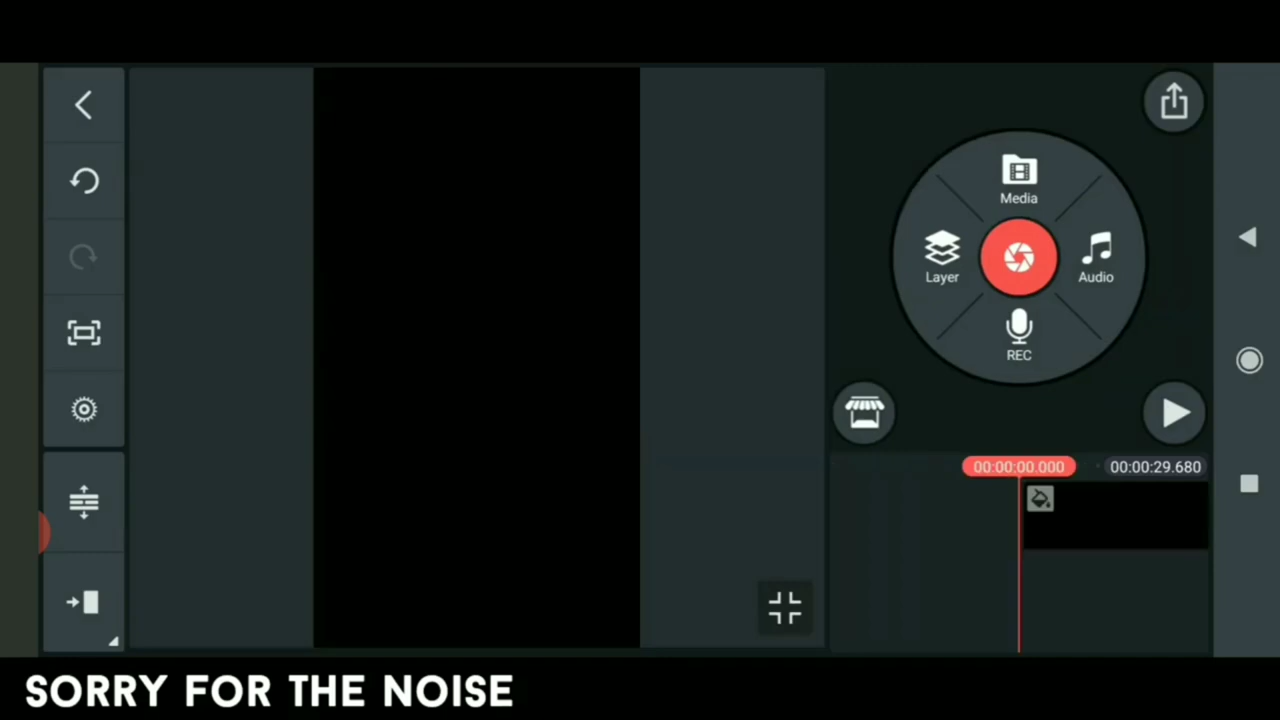 Media
Layer
Audio
REC
00:00:00.000
00:00:29.680
SORRY FOR THE NOISE